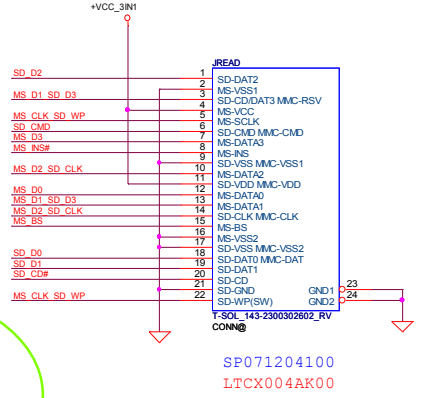 +VCC_3IN1
JREAD
SD_D2 1 SD-DAT2
2 MS-VSS1
MS_D1_SD_D3 3 SD-CD/DAT3 MMC-RSV
4 MS-VCC
MS_CLK_SD_WP 5 MS-SCLK
SD_CMD 6 SD-CMD MMC-CMD
MS_D3 7 MS-DATA3
MS_INS# 8 MS-INS
9 SD-VSS MMC-VSS1
MS_D2_SD_CLK 10 MS-DATA2
11 SD-VDD MMC-VDD
MS_D0 12 MS-DATA0
MS_D1_SD_D3 13 MS-DATA1
MS_D2_SD_CLK 14 SD-CLK MMC-CLK
MS_BS 15 MS-BS
16 MS-VSS2
17 SD-VSS MMC-VSS2
SD_D0 18 SD-DAT0 MMC-DAT
SD_D1 19 SD-DAT1
SD_CD# 20 SD-CD
21 SD-GND GND1 23
MS_CLK_SD_WP 22 SD-WP(SW) GND2 24
T-SOL_143-2300302602_RV
CONN@
SP071204100
LTCX004AK00